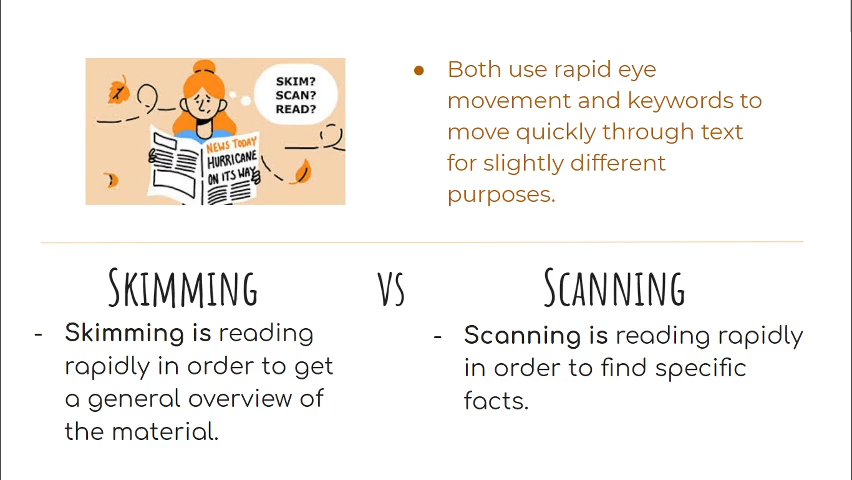 SKIM?
SCAN?
READ?
NEWS TODAY
HURRICANE
ON ITS WAY
● Both use rapid eye
movement and keywords to
move quickly through text
for slightly different
purposes.
SKIMMING VS SCANNING
- Skimming is reading
rapidly in order to get
a general overview of
the material.
- Scanning is reading rapidly
in order to find specific
facts.